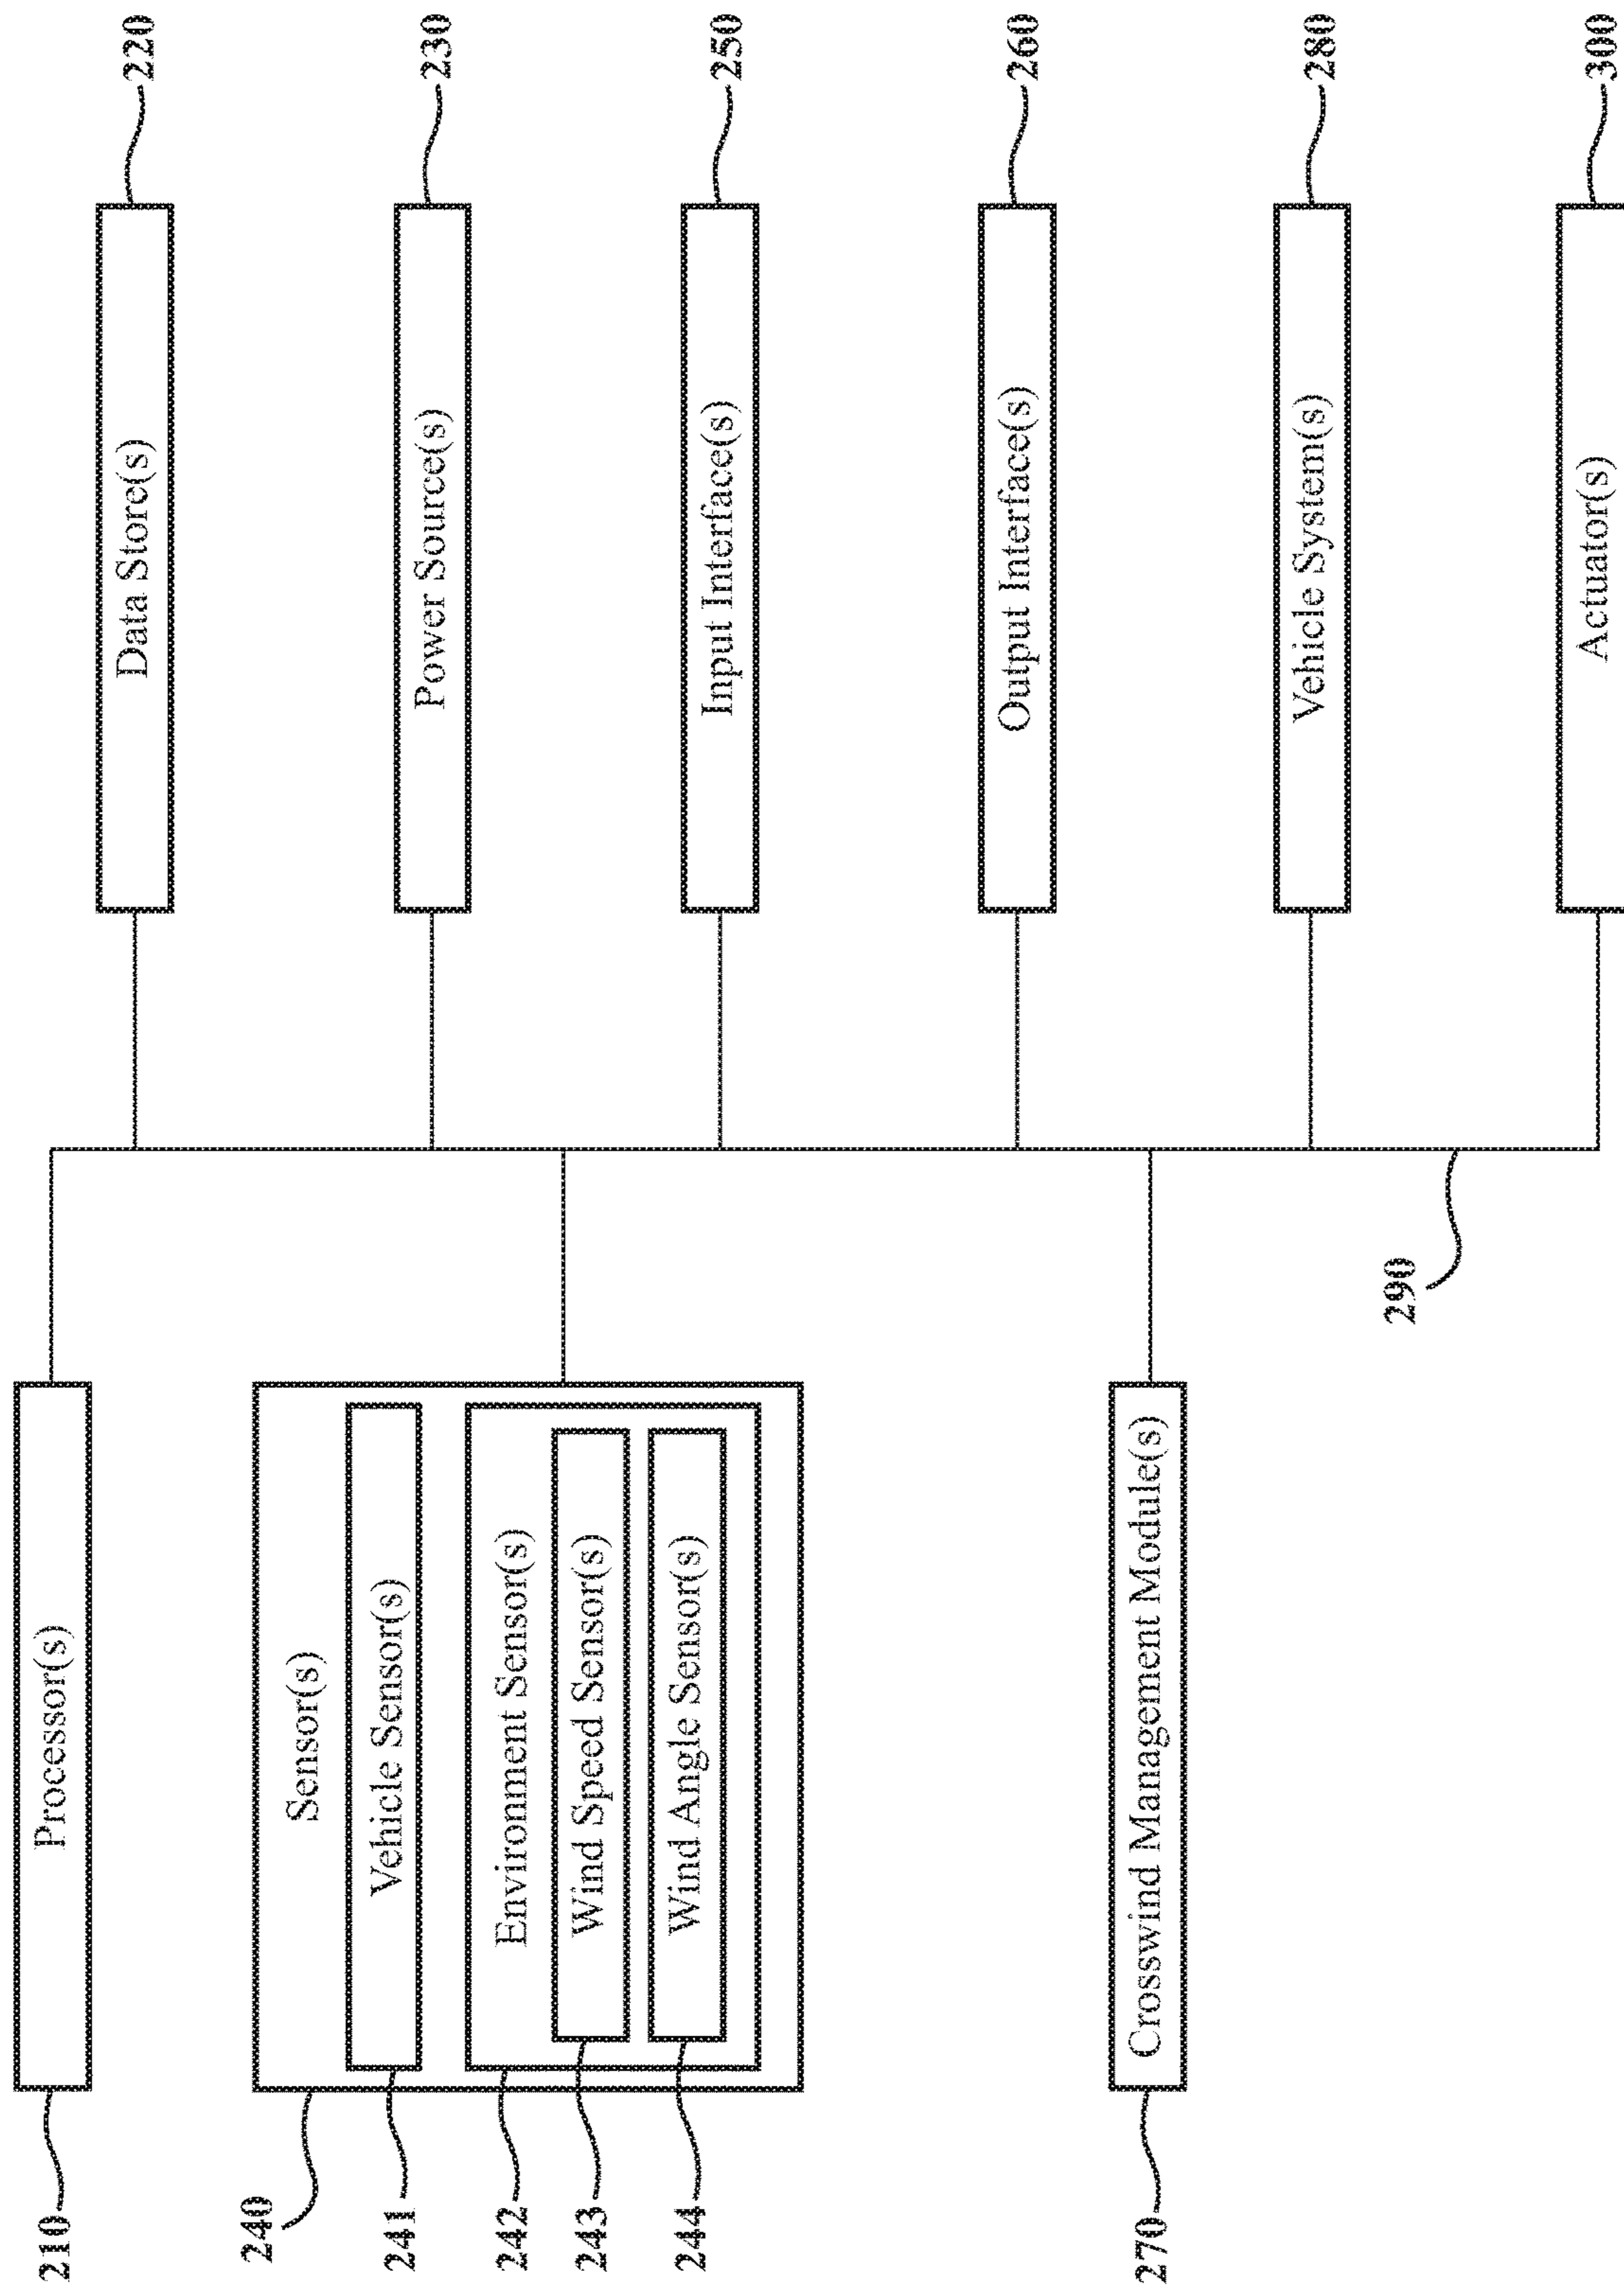 210
Processor(s)
240
Sensor(s)
241
Vehicle Sensor(s)
242
Environment Sensor(s)
243
Wind Speed Sensor(s)
244
Wind Angle Sensor(s)
270
Crosswind Management Module(s)
290
Data Store(s)
220
Power Source(s)
230
Input Interface(s)
250
Output Interface(s)
260
Vehicle System(s)
280
Actuator(s)
300